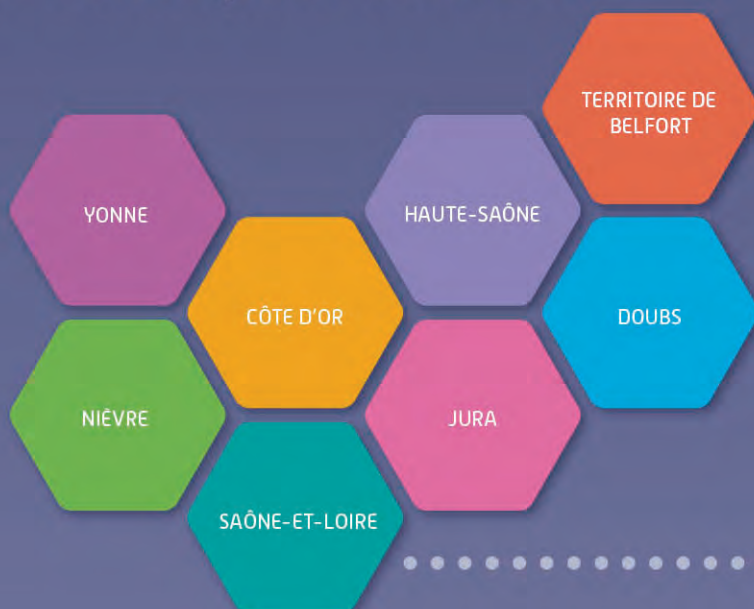 TERRITOIRE DE
BELFORT
YONNE
HAUTE-SAÔNE
CÔTE D'OR
DOUBS
NIÈVRE
JURA
SAÔNE-ET-LOIRE